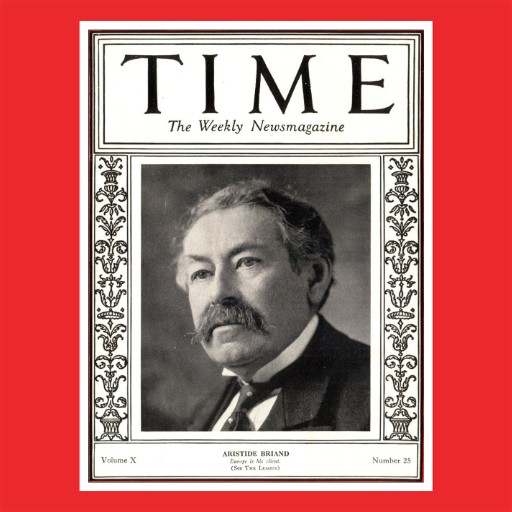 TIME
The Weekly Newsmagazine
ARISTIDE BRIAND
Europe is his client.
(SEE THE LEAGUE)
Volume X
Number 25